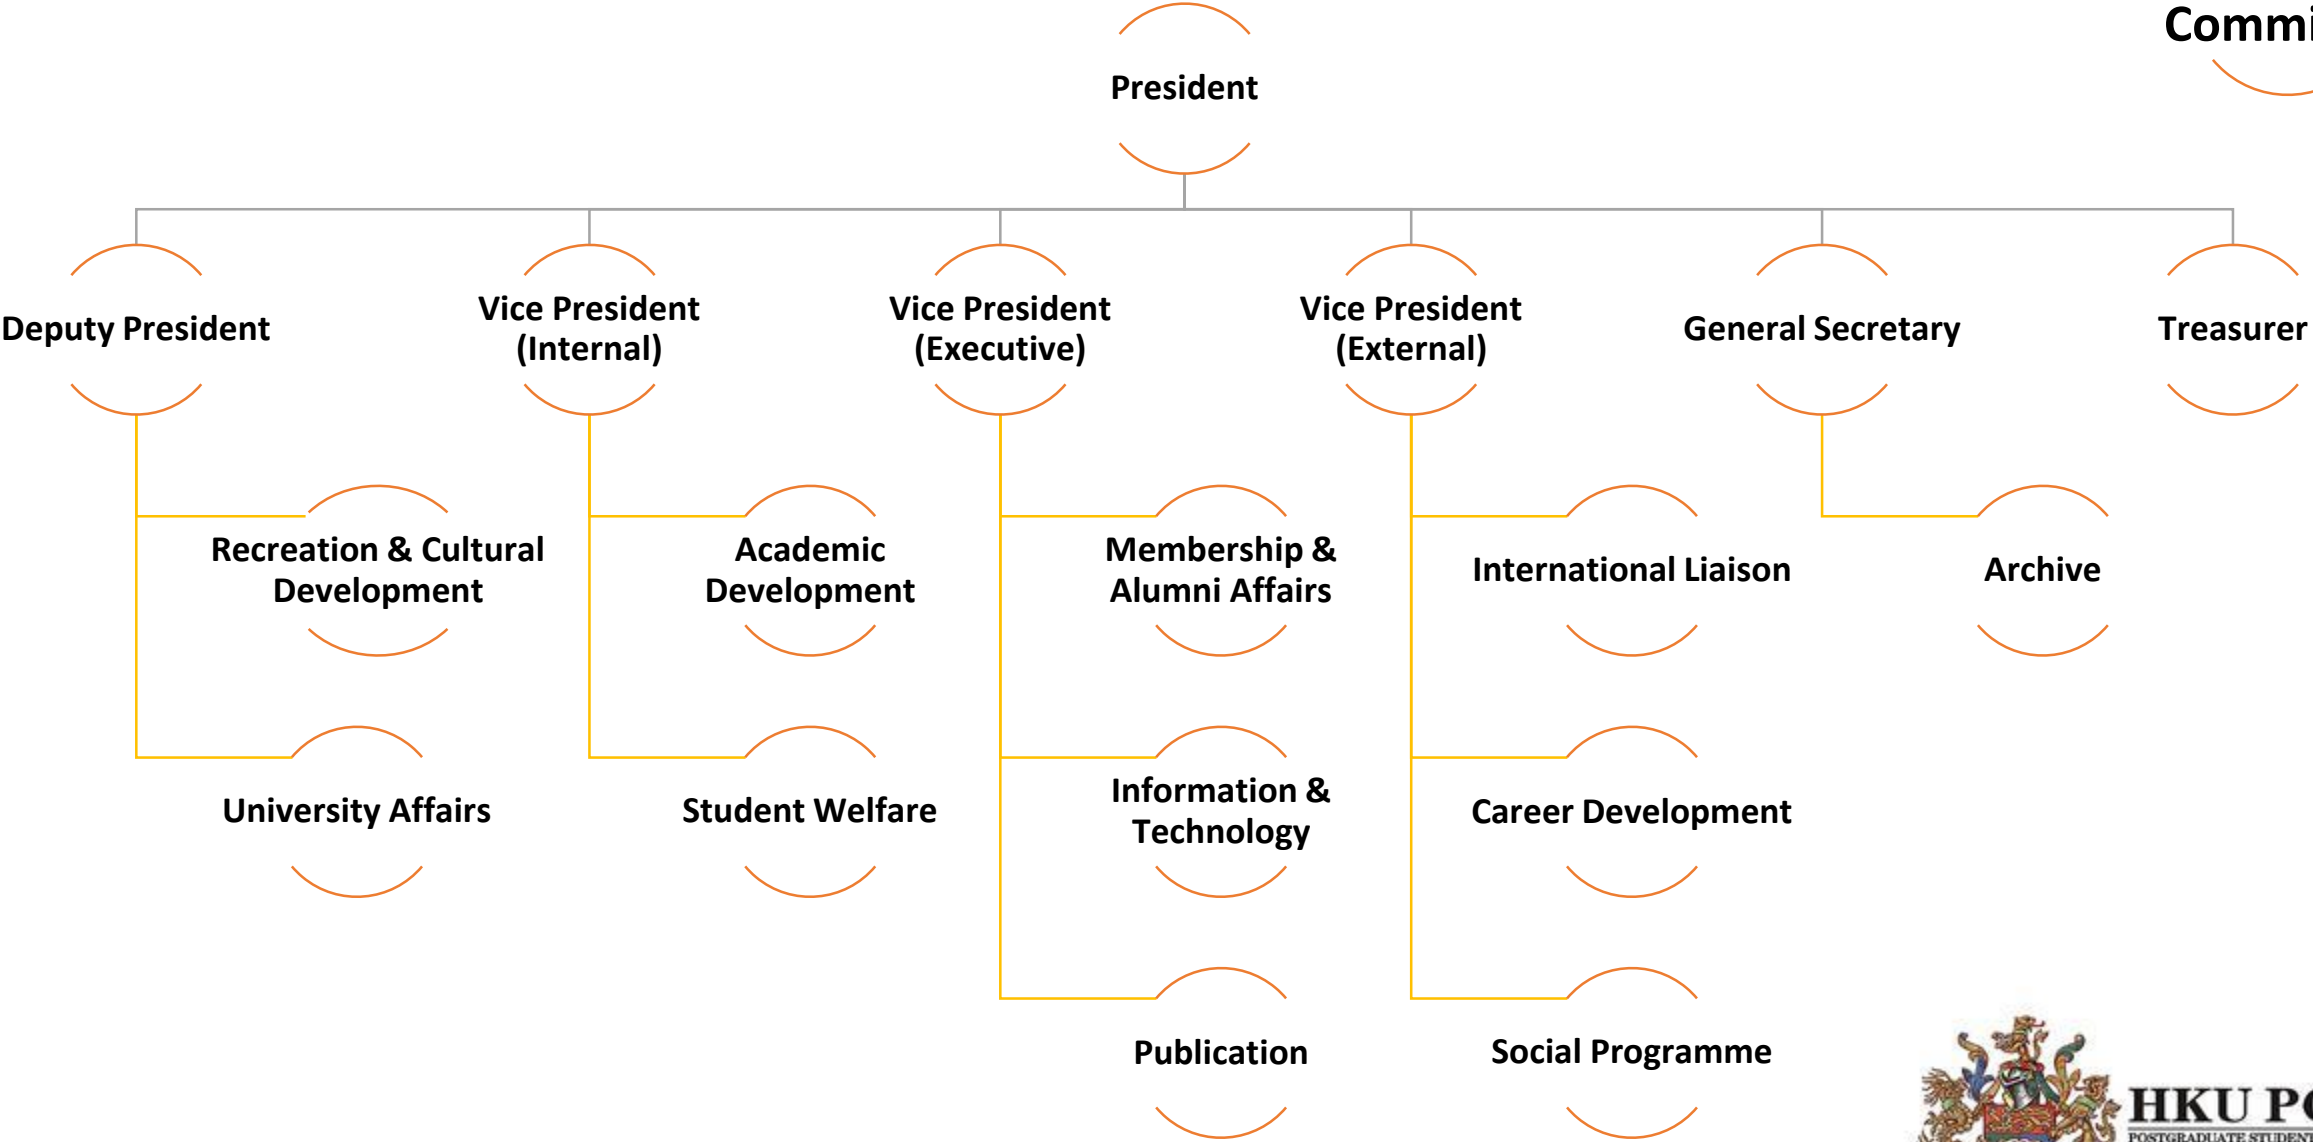 President
Deputy President
Vice President
(Internal)
Vice President
(Executive)
Vice President
(External)
General Secretary
Treasurer
Recreation & Cultural
Development
Academic
Development
Membership &
Alumni Affairs
International Liaison
Archive
University Affairs
Student Welfare
Information &
Technology
Career Development
Publication
Social Programme
HKU
POSTGRADUATE